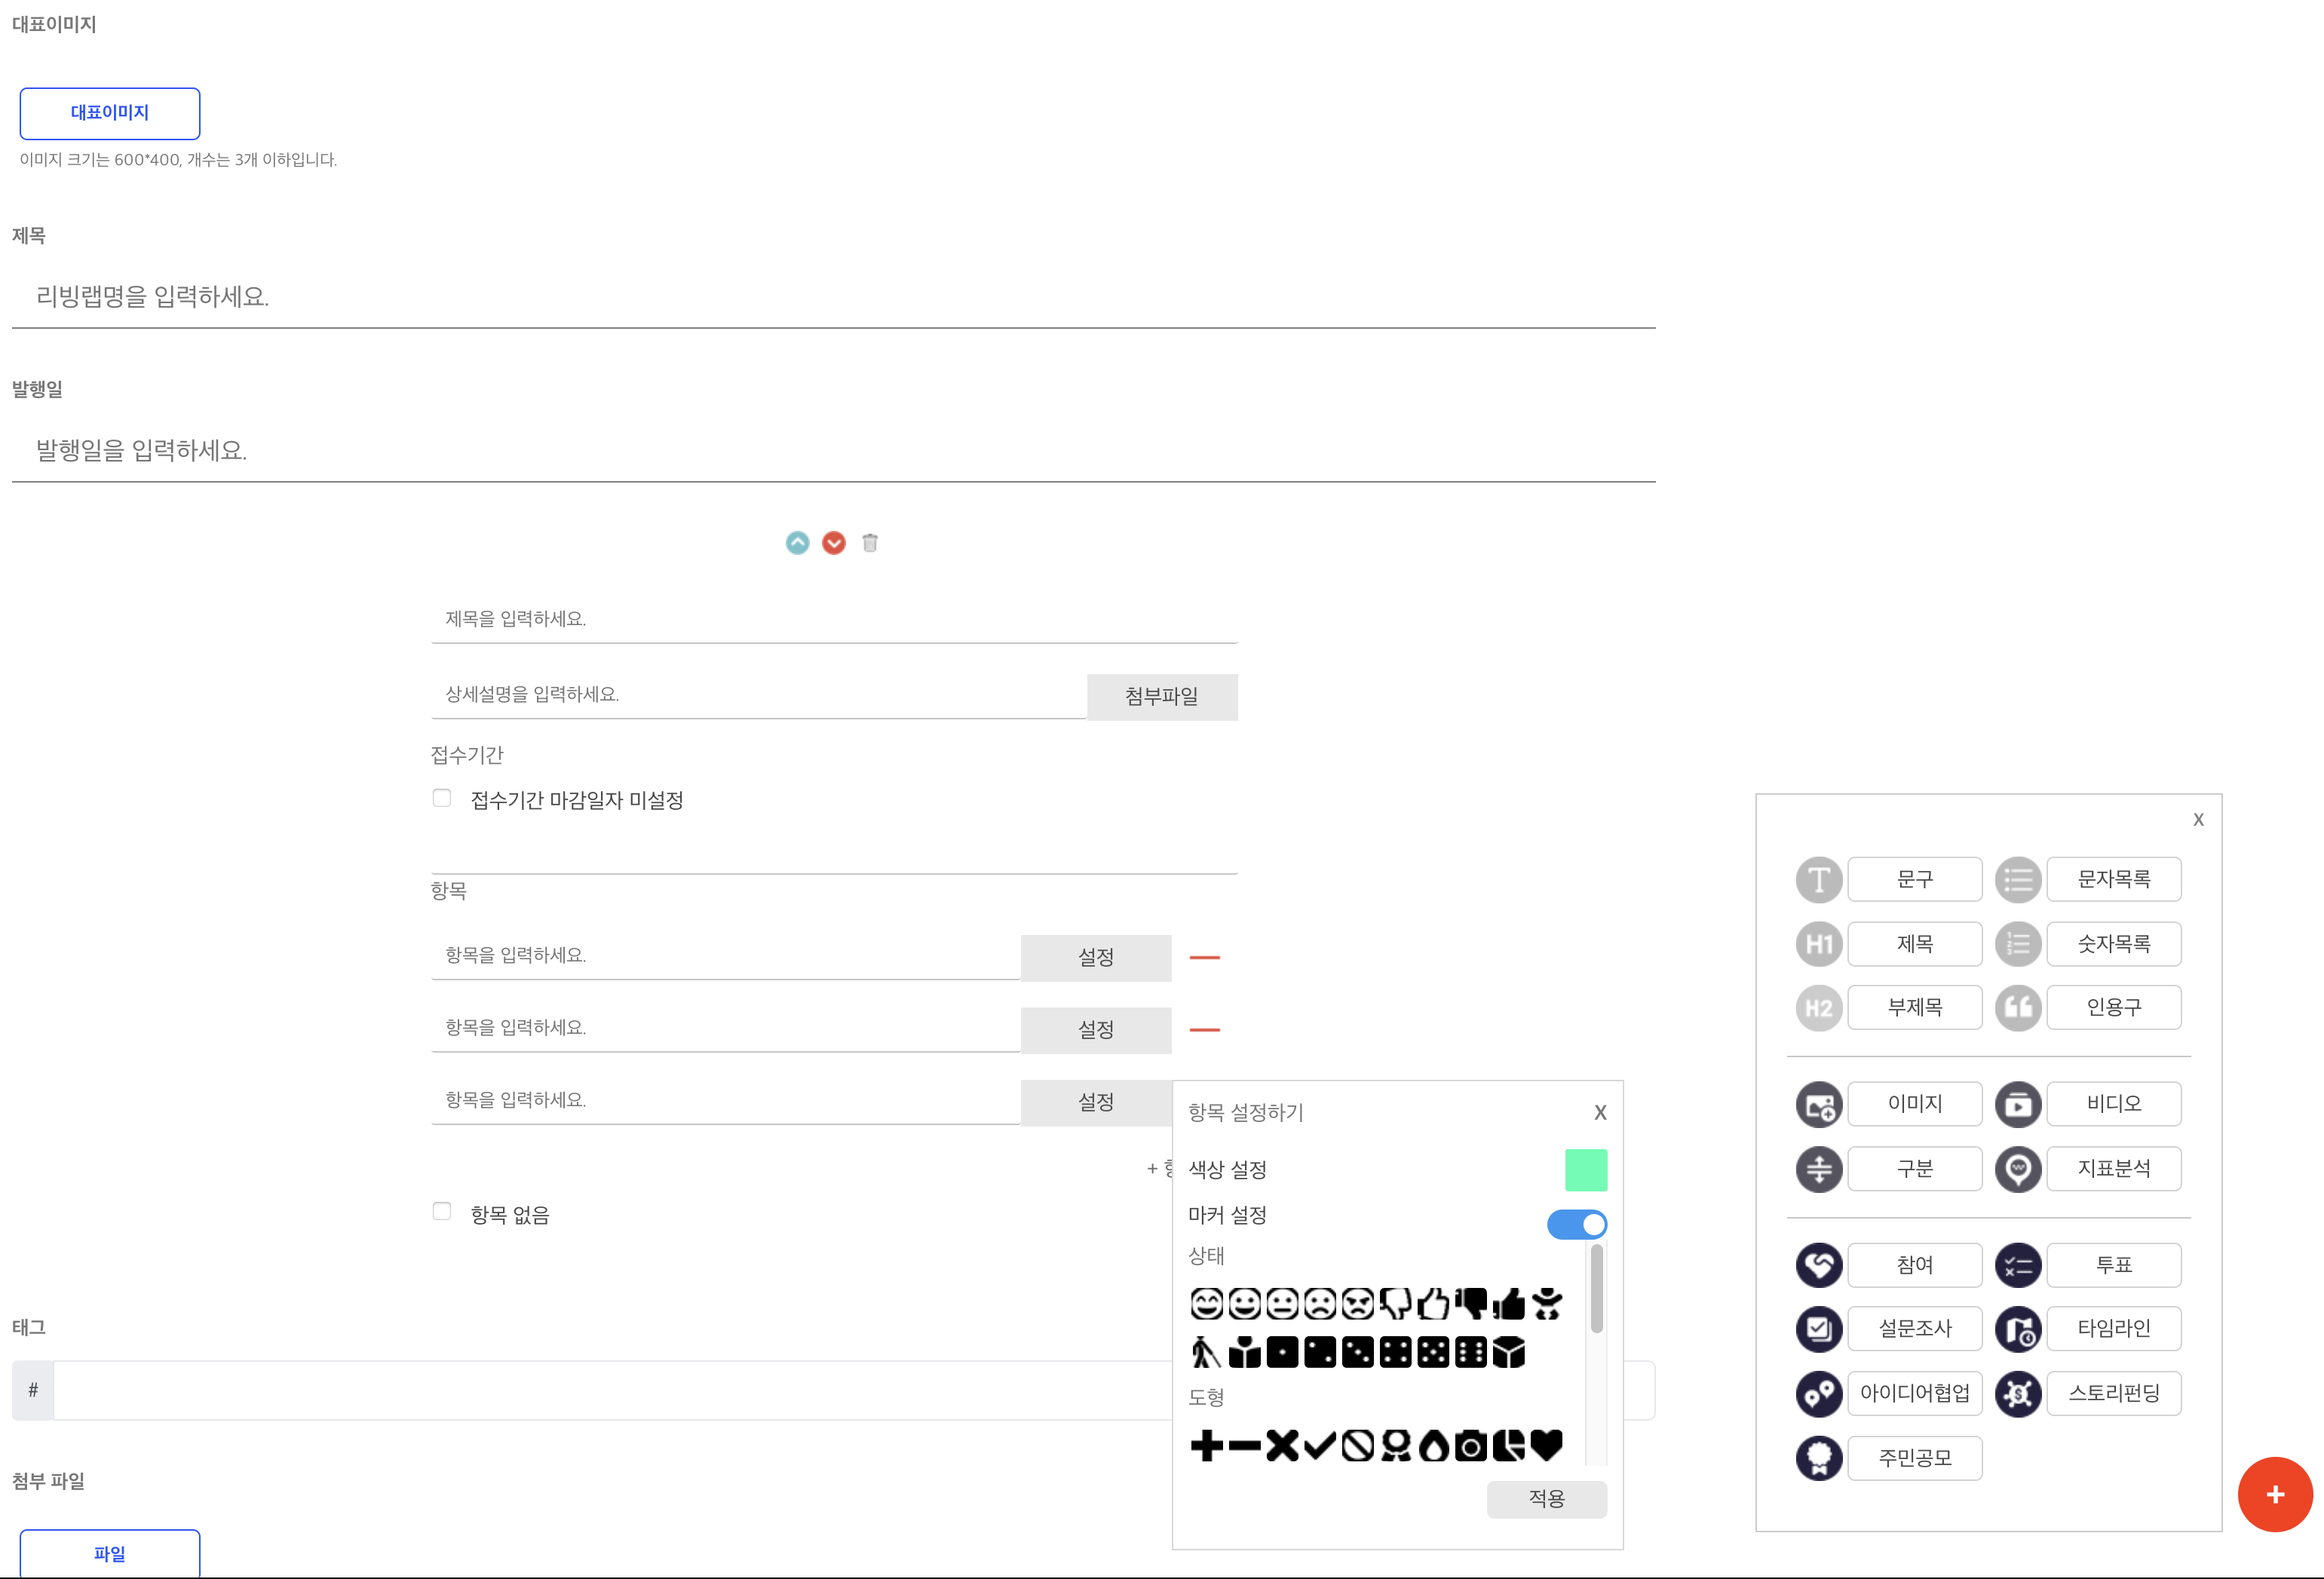 대표이미지
대표이미지
이미지 크기는 600*400, 개수는 3개 이하입니다.
제목
리빙랩명을 입력하세요.
발행일
발행일을 입력하세요.
제목을 입력하세요.
상세설명을 입력하세요.
첨부파일
접수기간
접수기간 마감일자 미설정
항목
항목을 입력하세요.
설정
항목을 입력하세요.
설정
항목을 입력하세요.
설정
+
항목 없음
항목 설정하기
X
색상 설정
마커 설정
상태
도형
적용
태그
#
첨부 파일
파일
X
T 문구
문자목록
H1 제목
숫자목록
H2 부제목
인용구
이미지
비디오
구분
지표분석
참여
투표
설문조사
타임라인
아이디어협업
스토리펀딩
주민공모
+